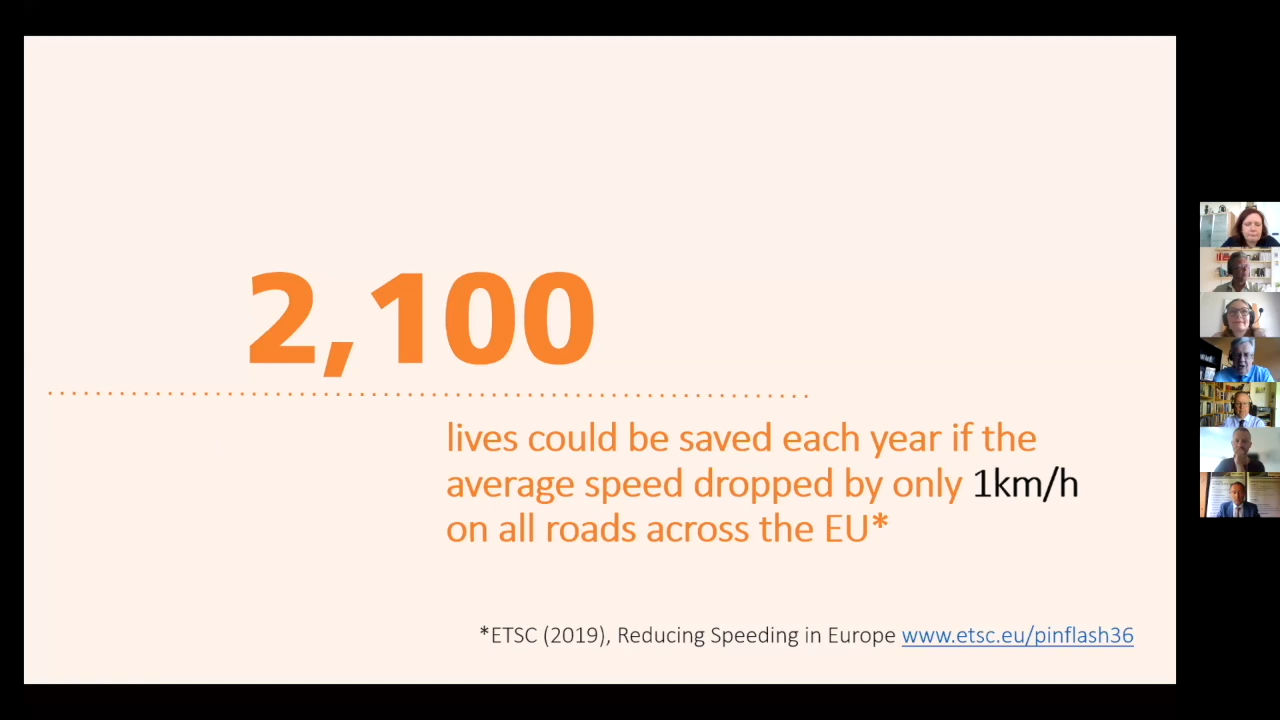 2,100
lives could be saved each year if the
average speed dropped by only 1km/h
on all roads across the EU*
*ETSC (2019), Reducing Speeding in Europe www.etsc.eu/pinflash36